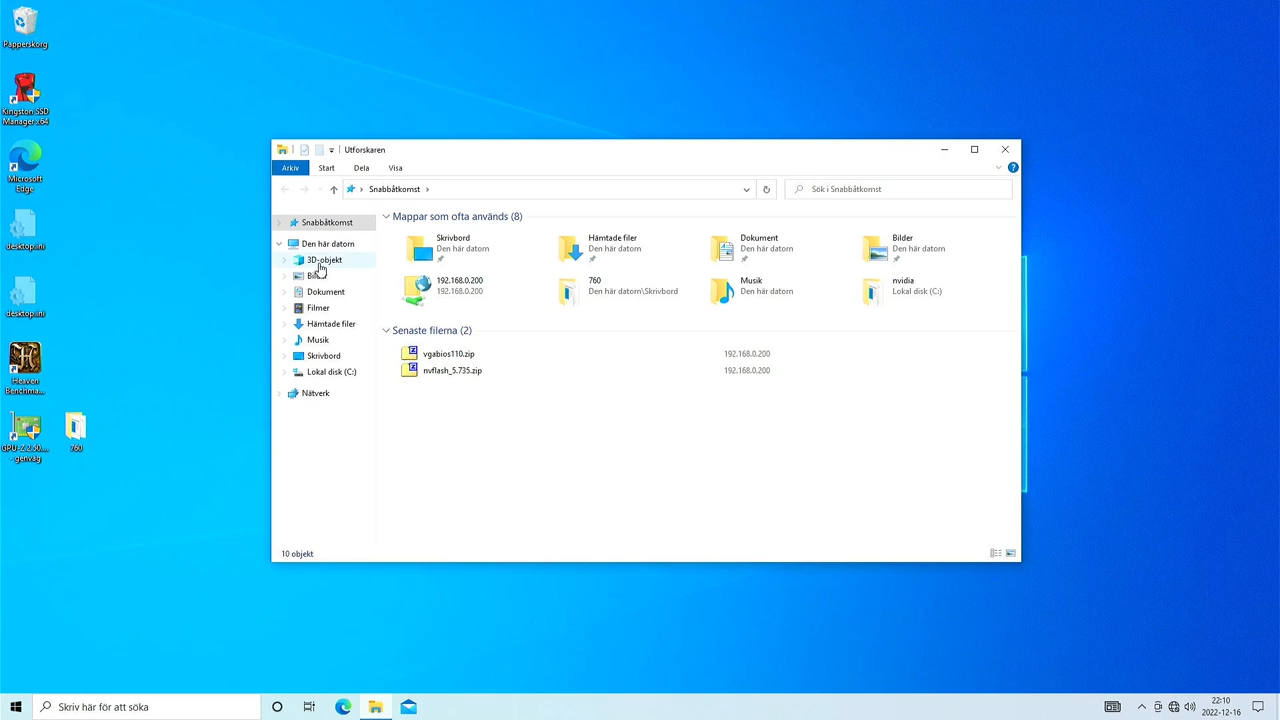 Papperskorg
Kingston SSD
Manager x64
Microsoft
Edge
desktop.ini
desktop.ini
Heaven
Benchma...
GPU-Z 2.50....
- genväg
760
Utforskaren
Arkiv
Start
Dela
Visa
Snabbåtkomst
Sök i Snabbåtkomst
Snabbåtkomst
Den här datorn
3D-objekt
Dokument
Filmer
Hämtade filer
Musik
Skrivbord
Lokal disk (C:)
Nätverk
Mappar som ofta används (8)
Skrivbord
Den här datorn
Hämtade filer
Den här datorn
Dokument
Den här datorn
Bilder
Den här datorn
192.168.0.200
192.168.0.200
760
Den här datorn\Skrivbord
Musik
Den här datorn
nvidia
Lokal disk (C:)
Senaste filerna (2)
vgabios110.zip
192.168.0.200
nvflash_5.735.zip
192.168.0.200
10 objekt
Skriv här för att söka
22:10
2022-12-16